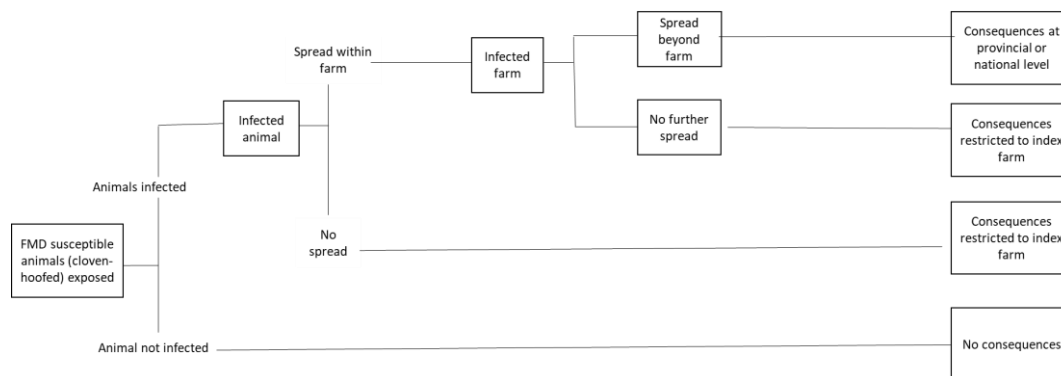 Spread within
farm
Infected
farm
Spread
beyond
farm
Consequences at
provincial or
national level
Infected
animal
No further
spread
Consequences
restricted to index
farm
Animals infected
FMD susceptible
animals (cloven-
hoofed) exposed
No
spread
Consequences
restricted to index
farm
Animal not infected
No consequences